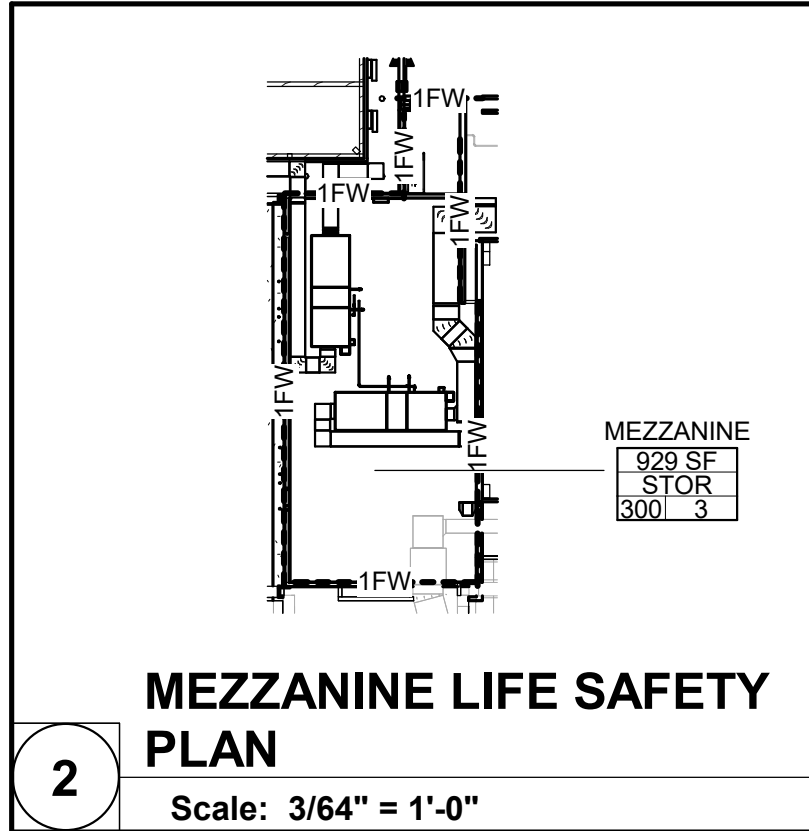 1FW
1FW
1FW
1FW
1FW
1FW
MEZZANINE
929 SF
STOR
300 3
1FW
MEZZANINE LIFE SAFETY
PLAN
2
Scale: 3/64" = 1'-0"